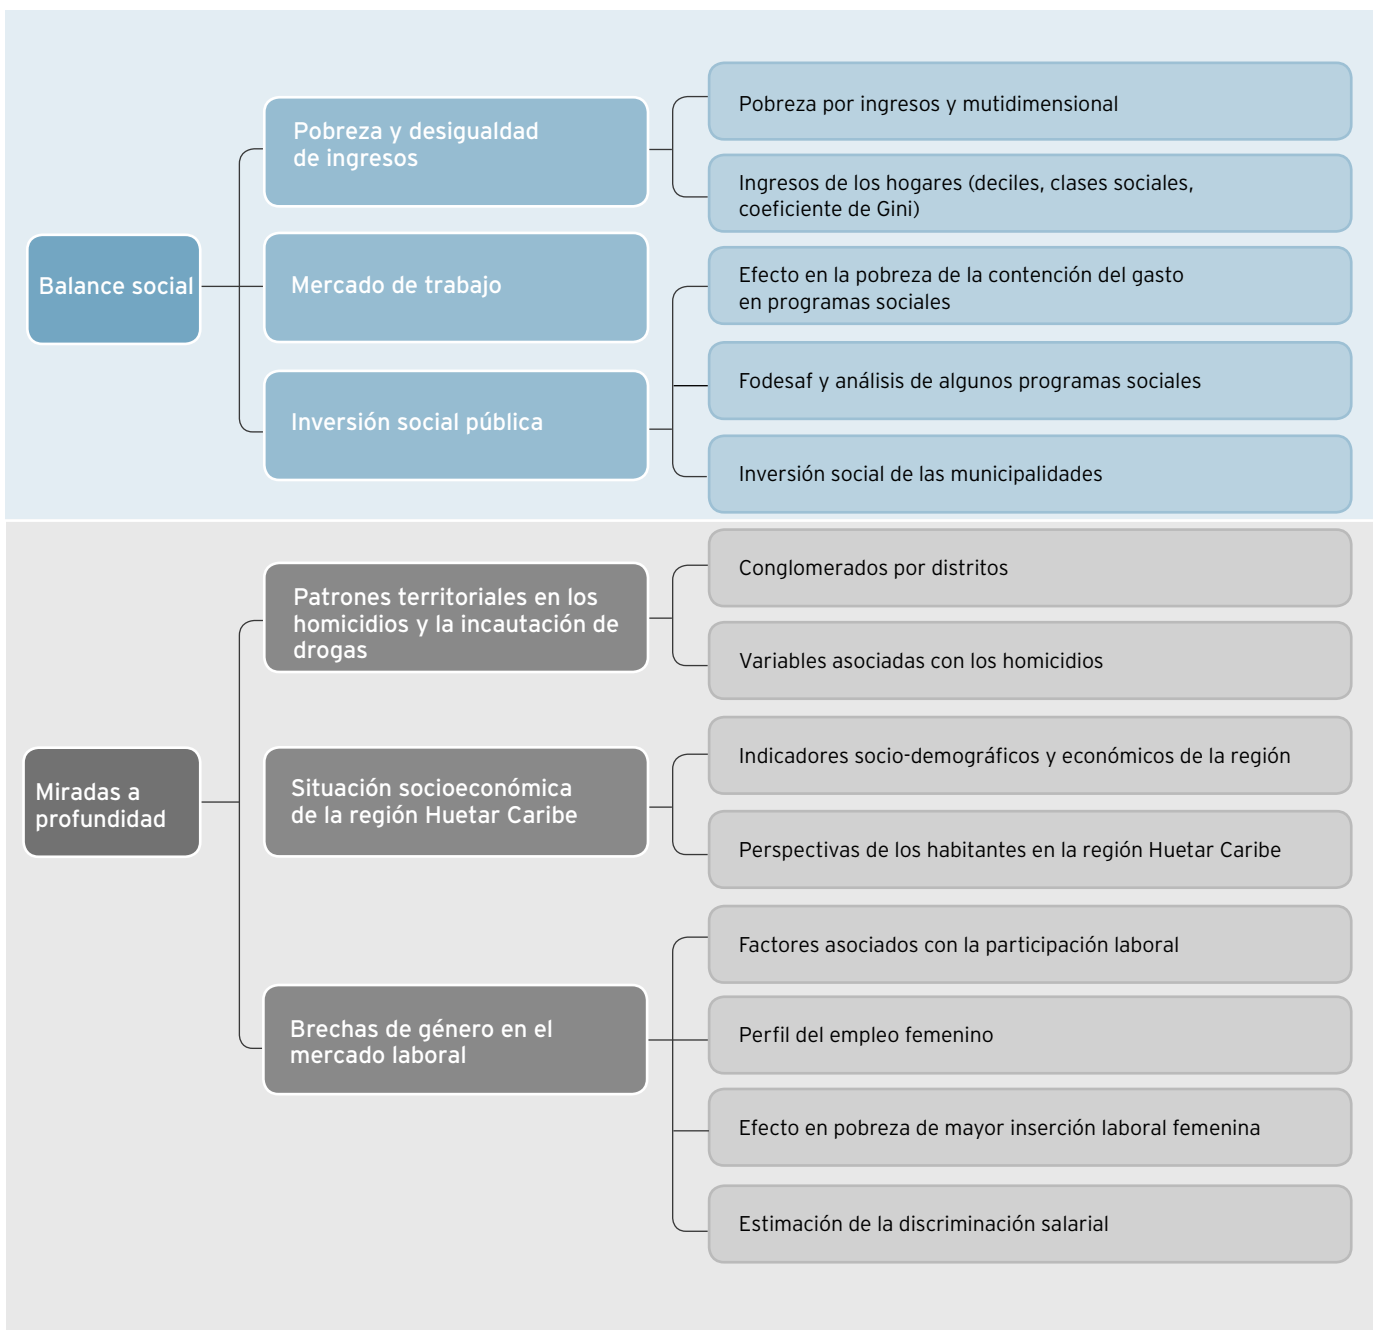 Balance social
Pobreza y desigualdad
de ingresos
Pobreza por ingresos y mutidimensional
Ingresos de los hogares (deciles, clases sociales,
coeficiente de Gini)
Mercado de trabajo
Inversión social pública
Efecto en la pobreza de la contención del gasto
en programas sociales
Fodesaf y análisis de algunos programas sociales
Inversión social de las municipalidades
Miradas a
profundidad
Patrones territoriales en los
homicidios y la incautación de
drogas
Conglomerados por distritos
Variables asociadas con los homicidios
Situación socioeconómica
de la región Huetar Caribe
Indicadores socio-demográficos y económicos de la región
Perspectivas de los habitantes en la región Huetar Caribe
Brechas de género en el
mercado laboral
Factores asociados con la participación laboral
Perfil del empleo femenino
Efecto en pobreza de mayor inserción laboral femenina
Estimación de la discriminación salarial